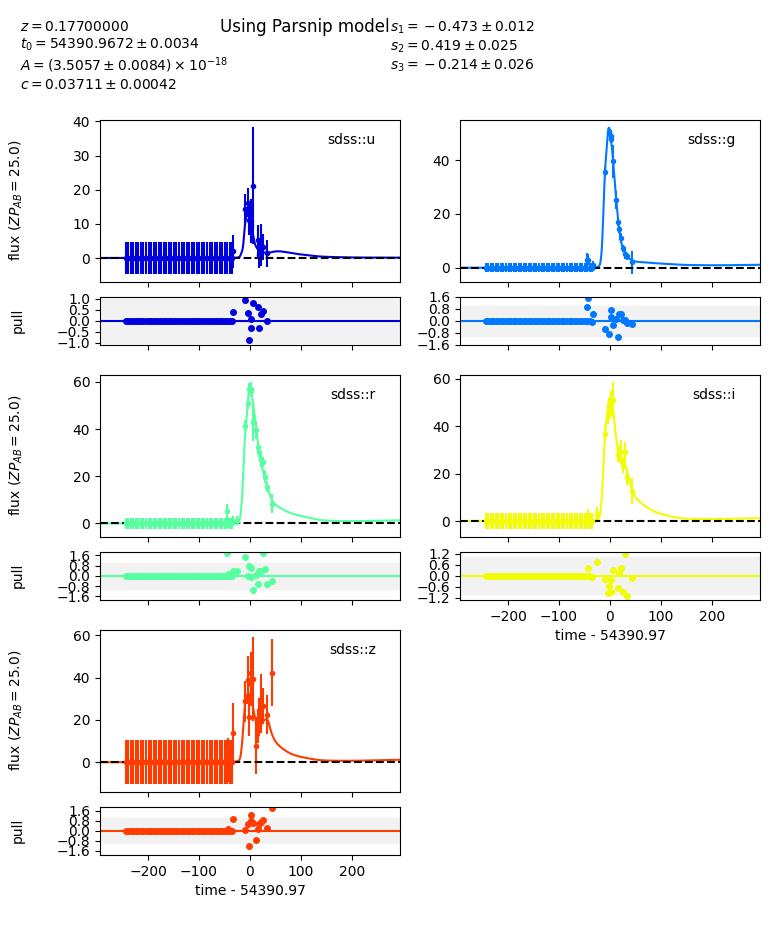 Using Parsnip model
z = 0.17700000
t₀ = 54390.9672 ± 0.0034
A = (3.5057 ± 0.0084) × 10⁻¹⁸
c = 0.03711 ± 0.00042
s₁ = −0.473 ± 0.012
s₂ = 0.419 ± 0.025
s₃ = −0.214 ± 0.026
sdss::u
flux (ZP_AB = 25.0)
40
30
20
10
0
pull
1.0
0.5
0.0
−0.5
−1.0
sdss::g
40
20
0
1.6
0.8
0.0
−0.8
−1.6
sdss::r
flux (ZP_AB = 25.0)
60
40
20
0
pull
1.6
0.8
0.0
−0.8
−1.6
sdss::i
60
40
20
0
1.2
0.6
0.0
−0.6
−1.2
−200 −100 0 100 200
time - 54390.97
sdss::z
flux (ZP_AB = 25.0)
60
40
20
0
pull
1.6
0.8
0.0
−0.8
−1.6
−200 −100 0 100 200
time - 54390.97